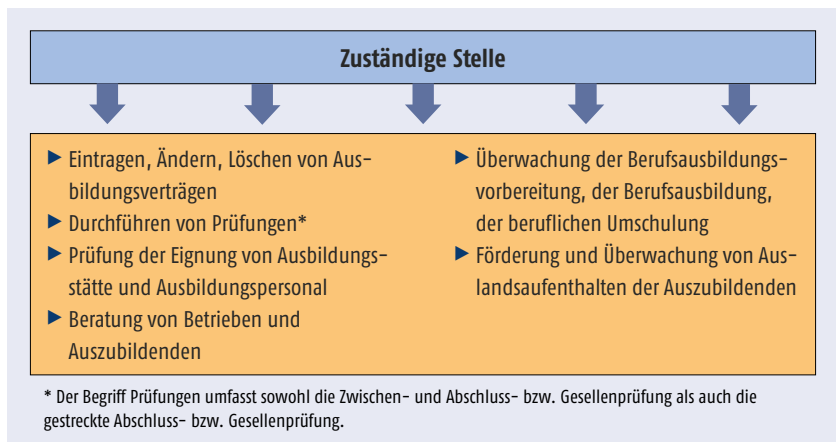 Zuständige Stelle
► Eintragen, Ändern, Löschen von Aus-
bildungsverträgen
► Durchführen von Prüfungen*
► Prüfung der Eignung von Ausbildungs-
stätte und Ausbildungspersonal
► Beratung von Betrieben und
Auszubildenden
► Überwachung der Berufsausbildungs-
vorbereitung, der Berufsausbildung,
der beruflichen Umschulung
► Förderung und Überwachung von Aus-
landsaufenthalten der Auszubildenden
* Der Begriff Prüfungen umfasst sowohl die Zwischen- und Abschluss- bzw. Gesellenprüfung als auch die
gestreckte Abschluss- bzw. Gesellenprüfung.